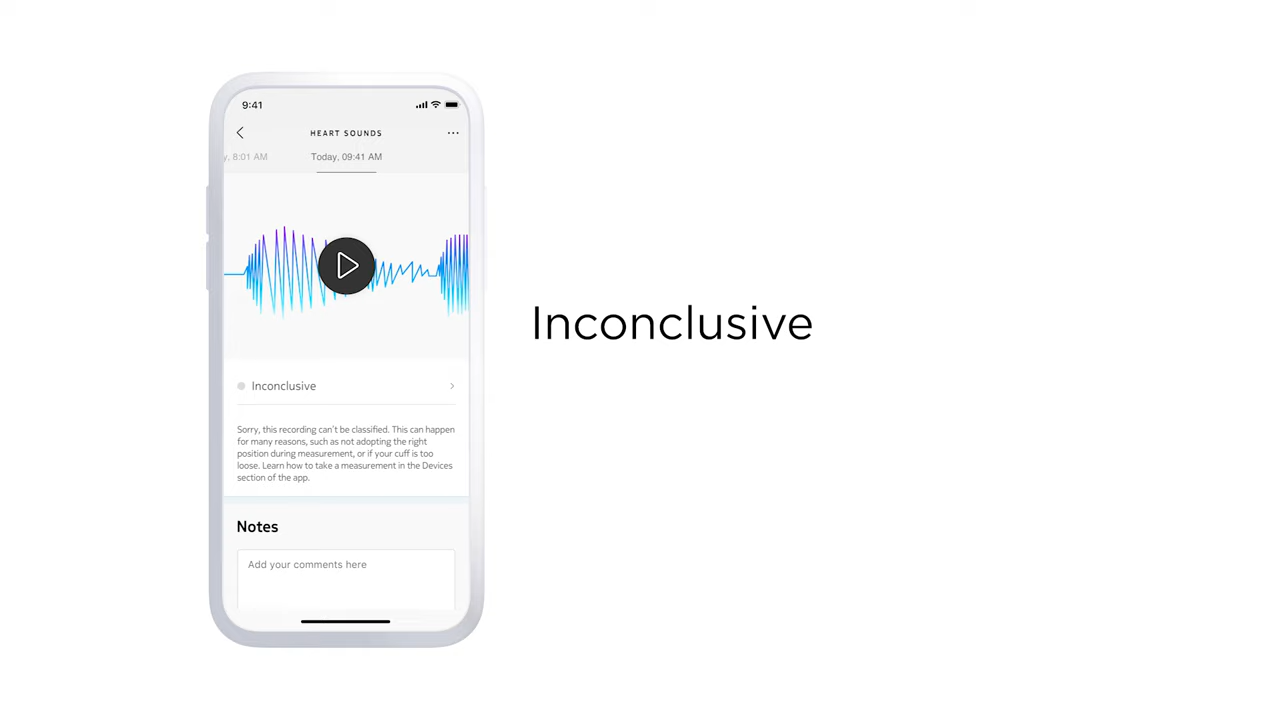 9:41
HEART SOUNDS
y, 8:01 AM
Today, 09:41 AM
Inconclusive
Inconclusive
Sorry, this recording can't be classified. This can happen
for many reasons, such as not adopting the right
position during measurement, or if your cuff is too
loose. Learn how to take a measurement in the Devices
section of the app.
Notes
Add your comments here